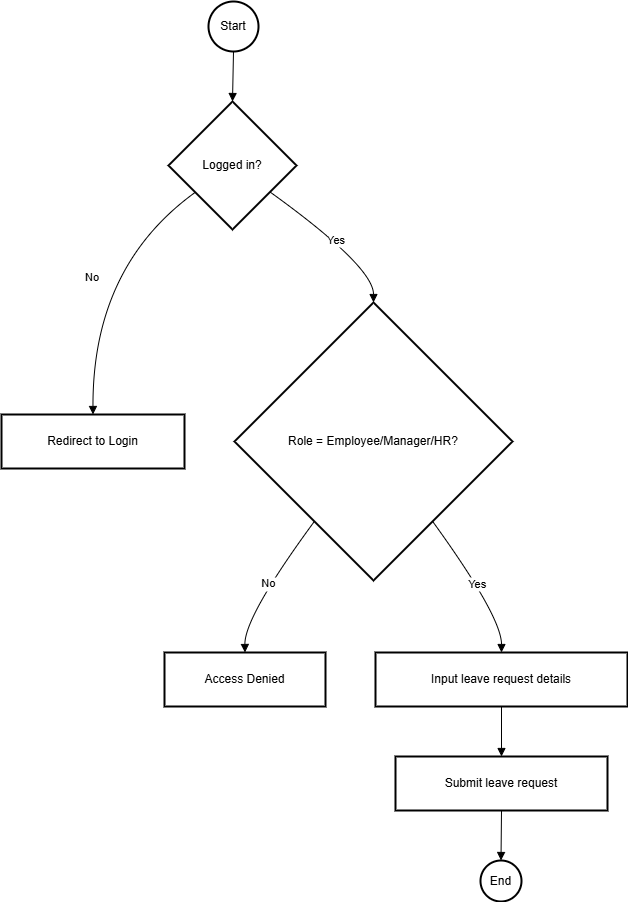 Start
Logged in?
Yes
No
Redirect to Login
Role = Employee/Manager/HR?
No
Yes
Access Denied
Input leave request details
Submit leave request
End